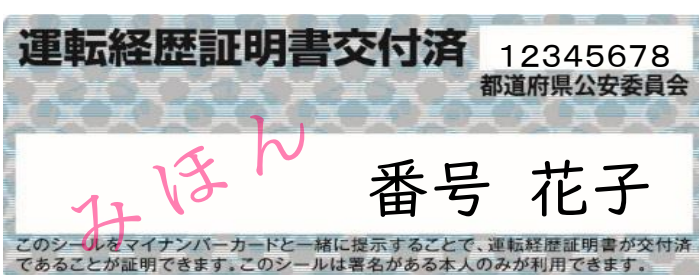 運転経歴証明書交付済
12345678
都道府県公安委員会
みほん
番号 花子
このシールをマイナンバーカードと一緒に提示することで、運転経歴証明書が交付済
であることが証明できます。このシールは署名がある本人のみが利用できます。